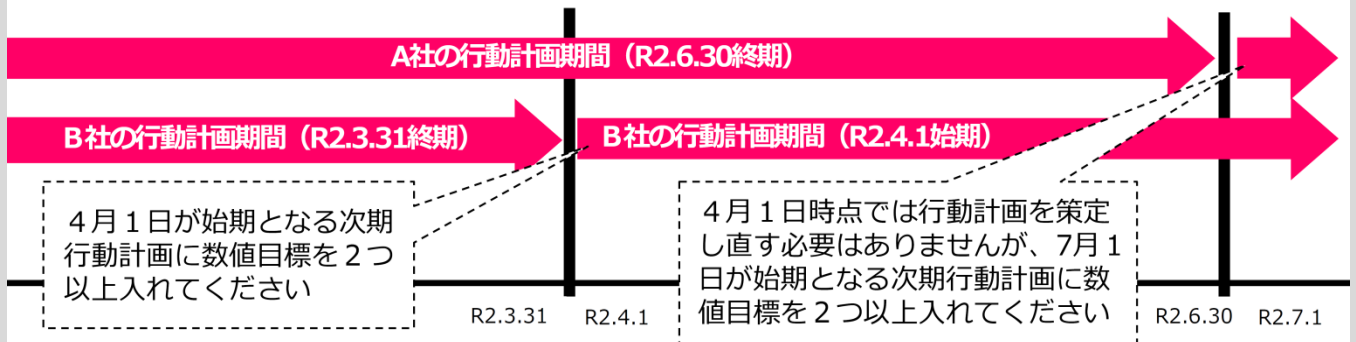 A社の行動計画期間（R2.6.30終期）
B社の行動計画期間（R2.3.31終期）
B社の行動計画期間（R2.4.1始期）
４月１日が始期となる次期
行動計画に数値目標を２つ
以上入れてください
４月１日時点では行動計画を策定
し直す必要はありませんが、7月１
日が始期となる次期行動計画に数
値目標を２つ以上入れてください
R2.3.31
R2.4.1
R2.6.30
R2.7.1